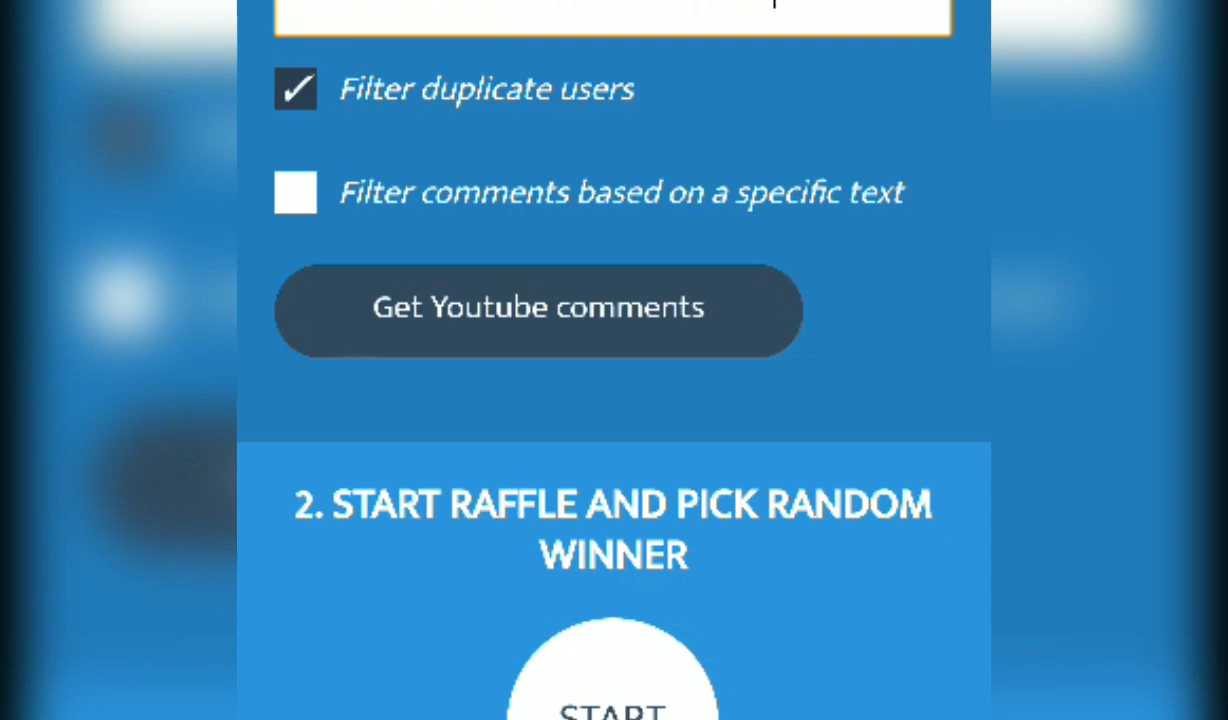 Filter duplicate users
Filter comments based on a specific text
Get Youtube comments
2. START RAFFLE AND PICK RANDOM
WINNER
START